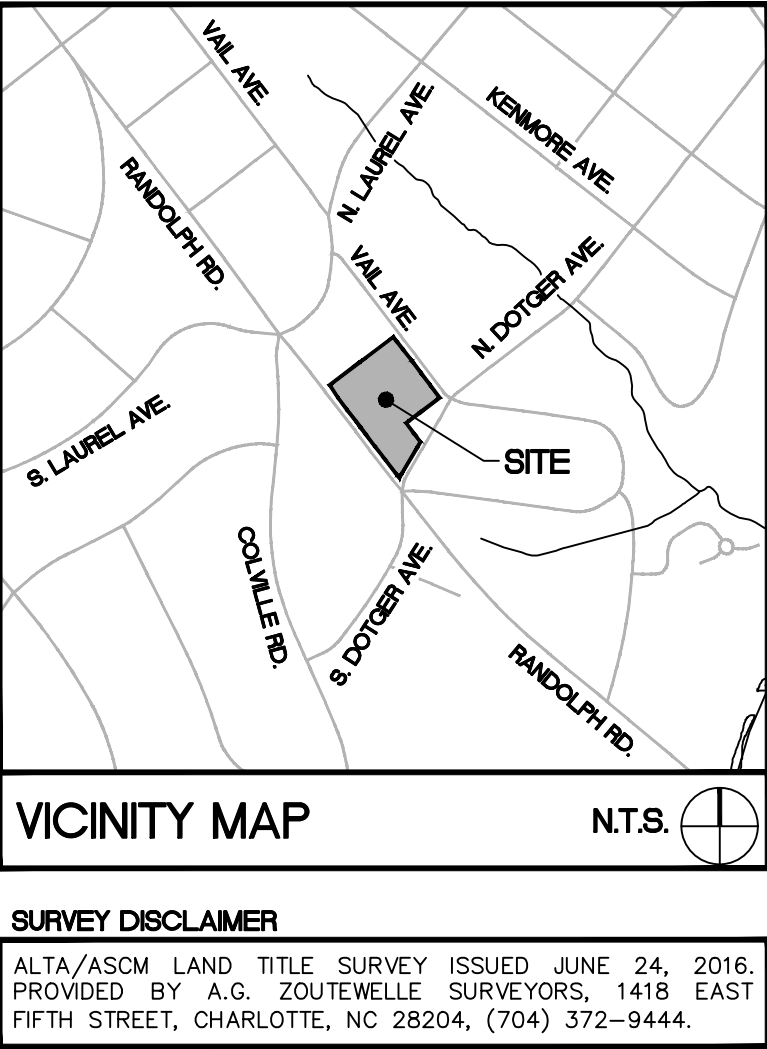 VAIL AVE.
N. LAUREL AVE.
KENMORE AVE.
RANDOLPH RD.
VAIL AVE.
N. DOTGER AVE.
S. LAUREL AVE.
SITE
COLVILLE RD.
S. DOTGER AVE.
RANDOLPH RD.
VICINITY MAP
N.T.S.
SURVEY DISCLAIMER
ALTA/ASCM LAND TITLE SURVEY ISSUED JUNE 24, 2016.
PROVIDED BY A.G. ZOUTEWELLE SURVEYORS, 1418 EAST
FIFTH STREET, CHARLOTTE, NC 28204, (704) 372-9444.